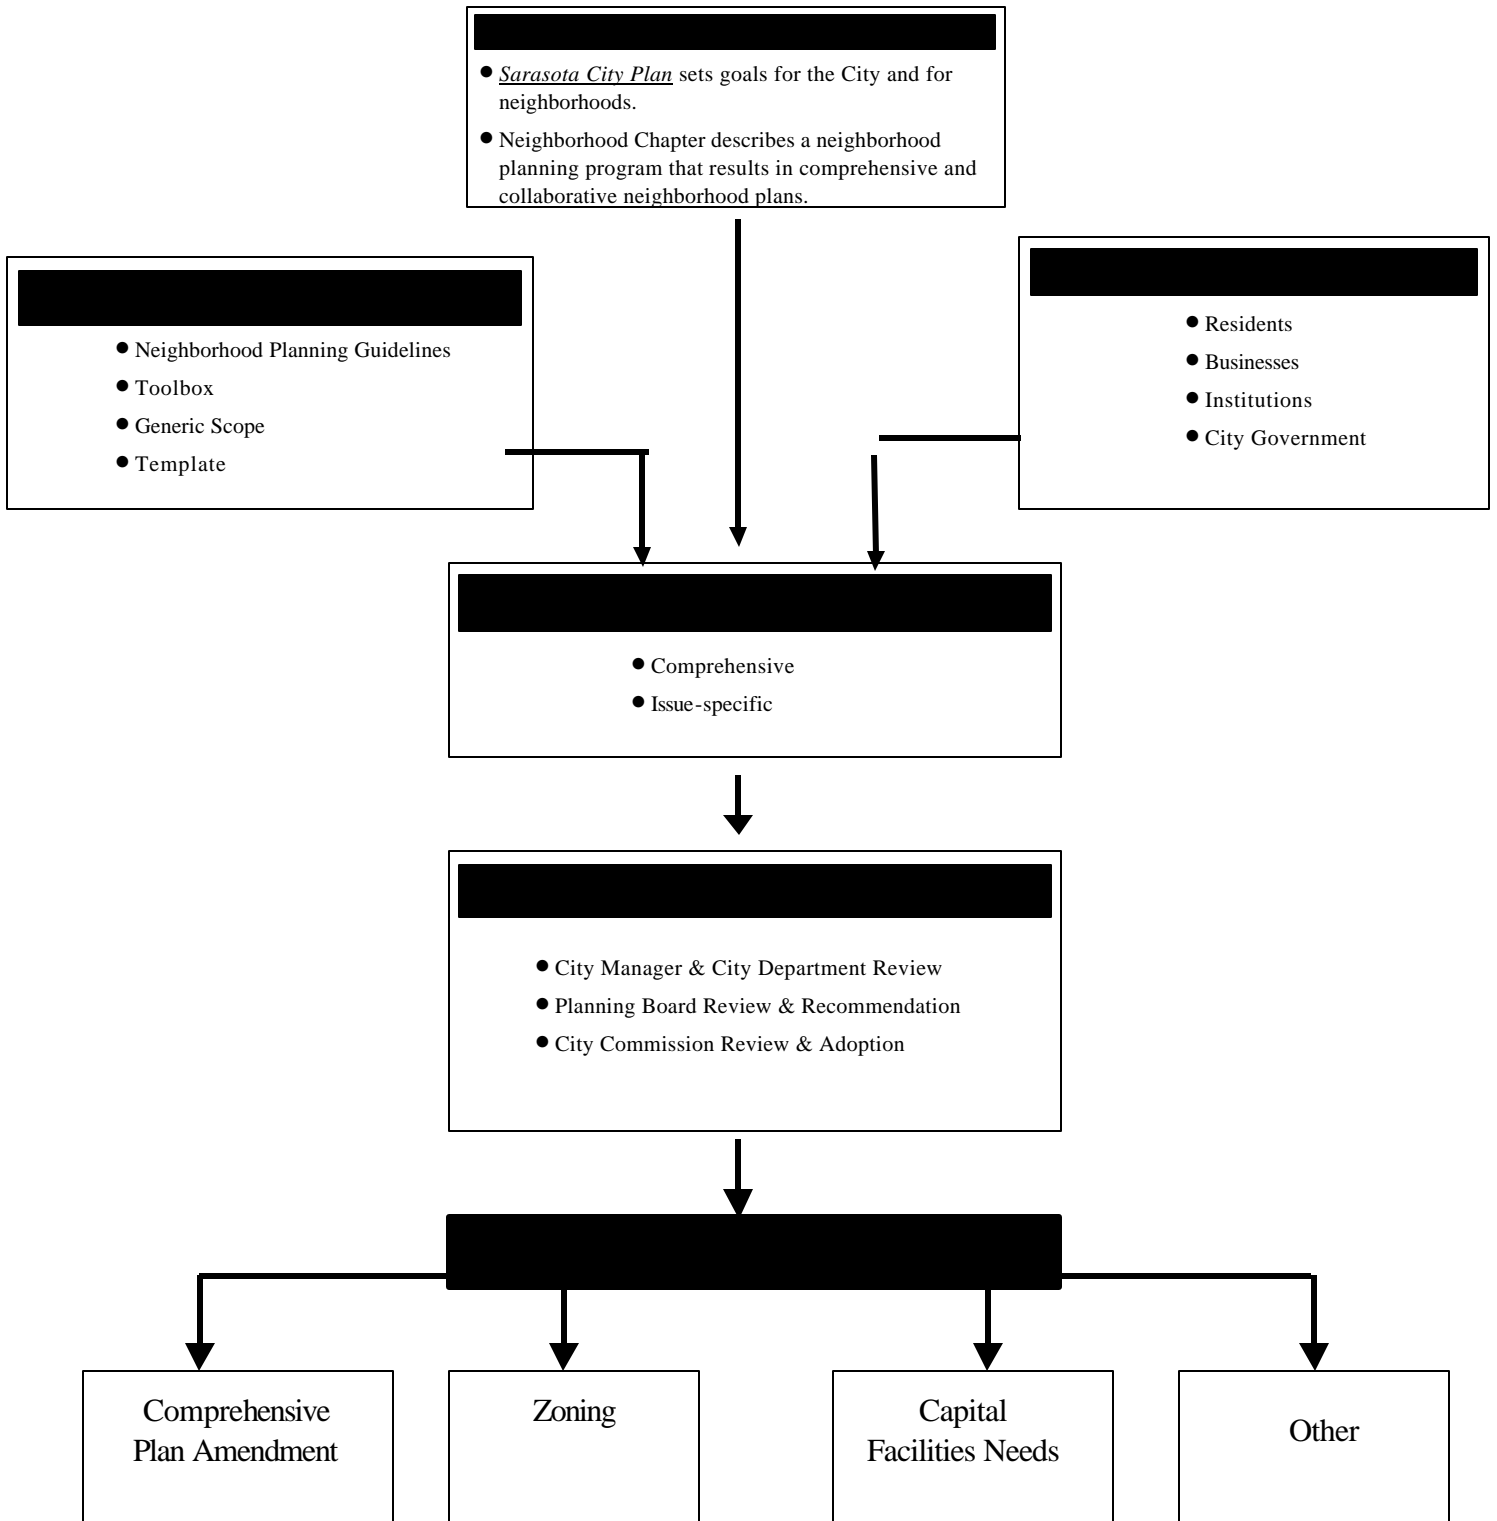 ● Sarasota City Plan sets goals for the City and for
neighborhoods.
● Neighborhood Chapter describes a neighborhood
planning program that results in comprehensive and
collaborative neighborhood plans.
● Neighborhood Planning Guidelines
● Toolbox
● Generic Scope
● Template
● Residents
● Businesses
● Institutions
● City Government
● Comprehensive
● Issue-specific
● City Manager & City Department Review
● Planning Board Review & Recommendation
● City Commission Review & Adoption
Comprehensive
Plan Amendment
Zoning
Capital
Facilities Needs
Other